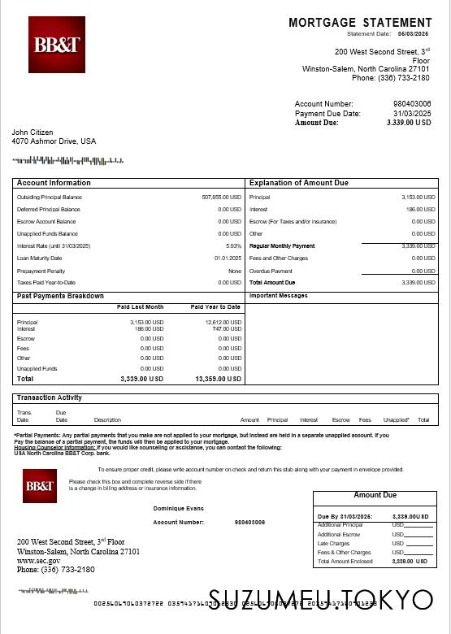 BB&T
MORTGAGE STATEMENT
Statement Date: 06/03/2025
200 West Second Street, 3rd
Floor
Winston-Salem, North Carolina 27101
Phone: (336) 733-2180
Account Number: 980403006
Payment Due Date: 31/03/2025
Amount Due: 3,339.00 USD
John Citizen
4070 Ashmor Drive, USA
Account Information
Outsiding Principal Balance 507,855.00 USD
Deferred Principal Balance 0.00 USD
Escrow Account Balance 0.00 USD
Unapplied Funds Balance 0.00 USD
Interest Rate (until 31/03/2025) 5.93%
Loan Maturity Date 01.01.2025
Prepayment Penalty None
Taxes Paid Year-to-Date 0.00 USD
Explanation of Amount Due
Principal 3,153.00 USD
Interest 186.00 USD
Escrow (For Taxes and/or Insurance) 0.00 USD
Other 0.00 USD
Regular Monthly Payment 3,339.00 USD
Fees and Other Charges 0.00 USD
Overdue Payment 0.00 USD
Total Amount Due 3,339.00 USD
Past Payments Breakdown
Paid Last Month Paid Year to Date
Principal 3,153.00 USD 12,612.00 USD
Interest 186.00 USD 747.00 USD
Escrow 0.00 USD 0.00 USD
Fees 0.00 USD 0.00 USD
Other 0.00 USD 0.00 USD
Unapplied Funds 0.00 USD 0.00 USD
Total 3,339.00 USD 13,359.00 USD
Important Messages
Transaction Activity
Trans. Date Due Date Description Amount Principal Interest Escrow Fees Unapplied* Total
*Partial Payments: Any partial payments that you make are not applied to your mortgage, but instead are held in a separate unapplied account. If you
Pay the balance of a partial payment, the funds will then be applied to your mortgage.
Housing Counselor Information: If you would like counseling or assistance, you can contact the following:
USA North Carolina BB&T Corp. bank.
BB&T
To ensure proper credit, please write account number on check and return this stub along with your payment in envelope provided.
Please check this box and complete reverse side if there
is a change in billing address or insurance information.
Dominique Evans
Account Number: 980403006
200 West Second Street, 3rd Floor
Winston-Salem, North Carolina 27101
www.sec.gov
Phone: (336) 733-2180
Amount Due
Due By 31/03/2025: 3,339.00USD
Additional Principal USD
Additional Escrow USD
Late Charges USD
Fees & Other Charges USD
Total Amount Enclosed 3,339.00 USD
SUZUMEU.TOKYO